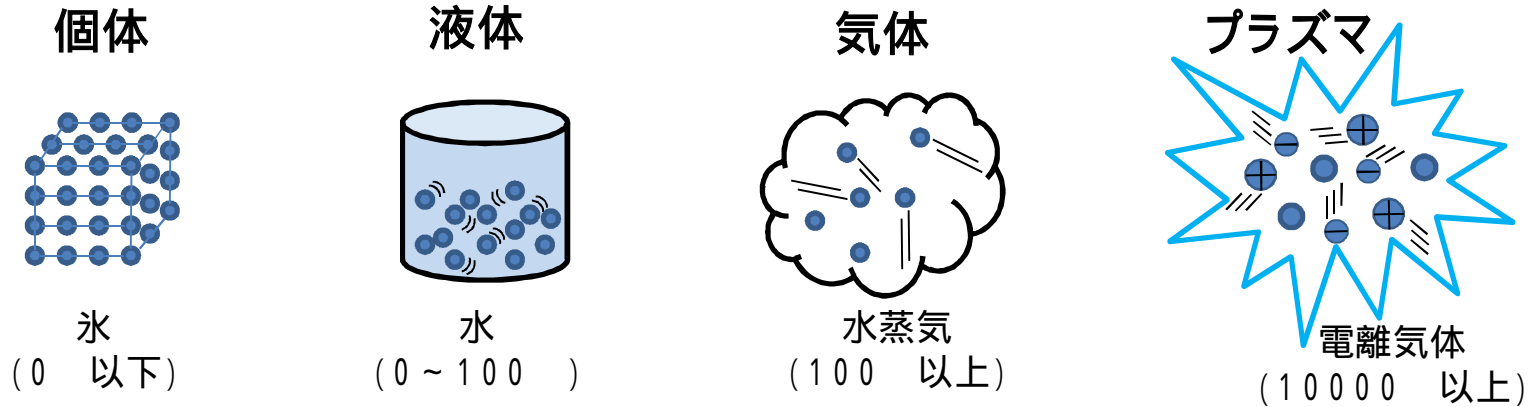 個体
氷
(0 以下)
液体
水
(0~100 )
気体
水蒸気
(100 以上)
プラズマ
電離気体
(10000 以上)